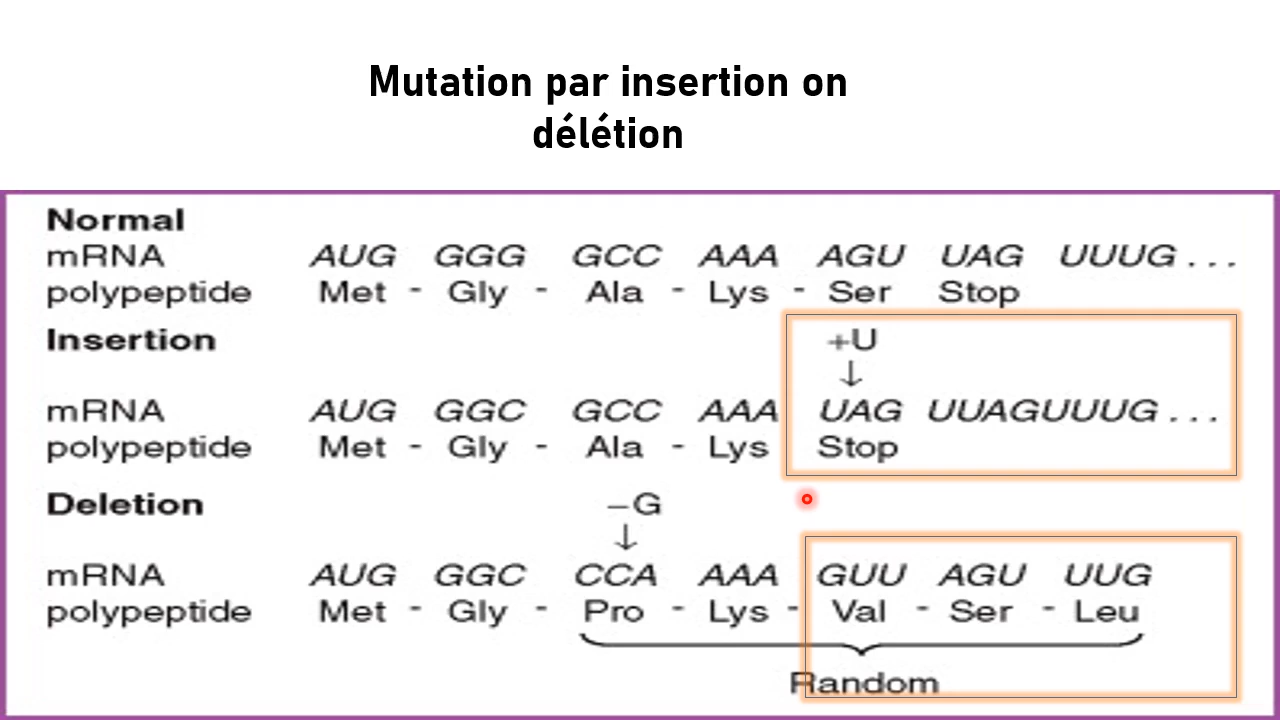 Mutation par insertion on
délétion
Normal
mRNA AUG GGG GCC AAA AGU UAG UUUG...
polypeptide Met - Gly - Ala - Lys - Ser Stop
Insertion +U
↓
mRNA AUG GGC GCC AAA UAG UUAGUUUG...
polypeptide Met - Gly - Ala - Lys Stop
Deletion –G
↓
mRNA AUG GGC CCA AAA GUU AGU UUG
polypeptide Met - Gly - Pro - Lys - Val - Ser - Leu
Random